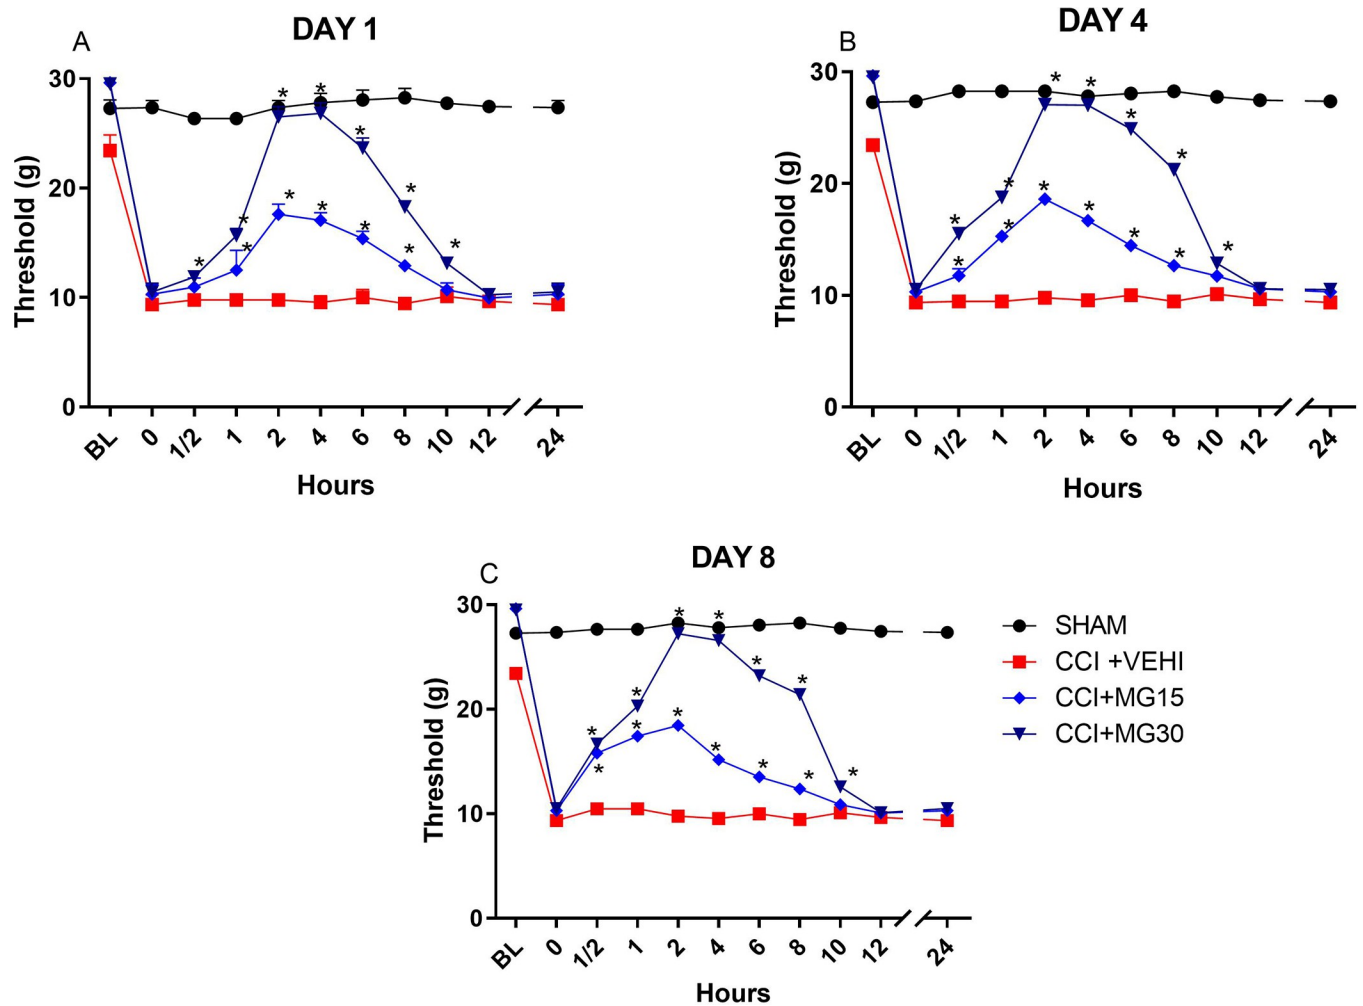 A
DAY 1
Threshold (g)
30
20
10
0
BL 0 1/2 1 2 4 6 8 10 12 24
Hours
* * * * * * * * * * * * *
B
DAY 4
Threshold (g)
30
20
10
0
BL 0 1/2 1 2 4 6 8 10 12 24
Hours
* * * * * * * * * * * * *
C
DAY 8
Threshold (g)
30
20
10
0
BL 0 1/2 1 2 4 6 8 10 12 24
Hours
* * * * * * * * * * * * *
SHAM
CCI +VEHI
CCI+MG15
CCI+MG30